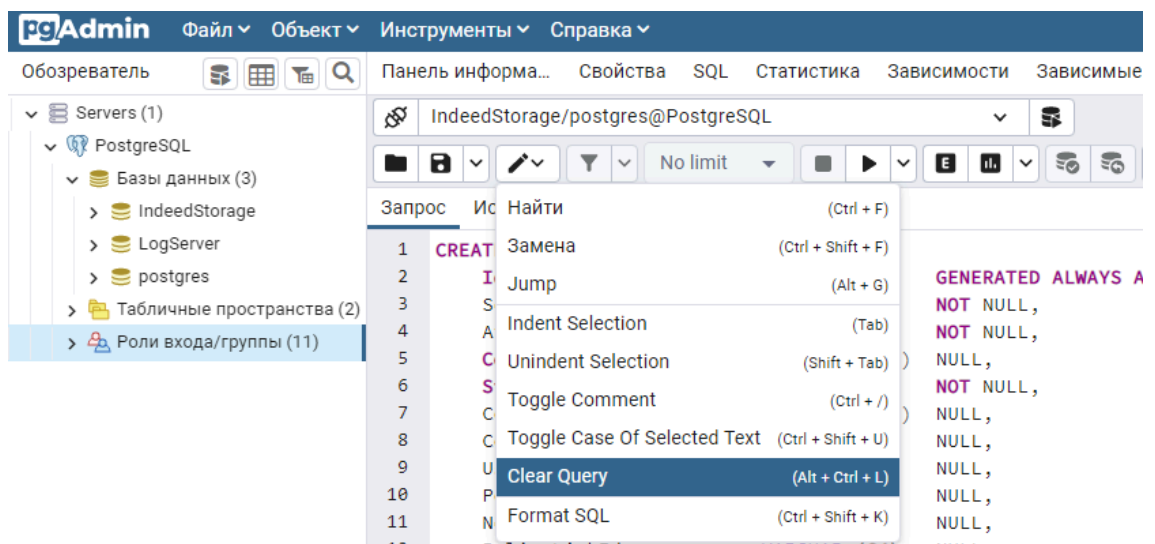 pgAdmin Файл Объект Инструменты Справка
Обозреватель Панель информа... Свойства SQL Статистика Зависимости Зависимые
Servers (1)
IndeedStorage/postgres@PostgreSQL
PostgreSQL
No limit
Базы данных (3)
IndeedStorage
LogServer
postgres
Табличные пространства (2)
Роли входа/группы (11)
Запрос Ис
Найти (Ctrl + F)
Замена (Ctrl + Shift + F)
Jump (Alt + G)
Indent Selection (Tab)
Unindent Selection (Shift + Tab)
Toggle Comment (Ctrl + /)
Toggle Case Of Selected Text (Ctrl + Shift + U)
Clear Query (Alt + Ctrl + L)
Format SQL (Ctrl + Shift + K)
1 CREAT
2 I GENERATED ALWAYS A
3 S NOT NULL,
4 A NOT NULL,
5 Co ) NULL,
6 S NOT NULL,
7 C ) NULL,
8 C NULL,
9 U NULL,
10 P NULL,
11 N NULL,